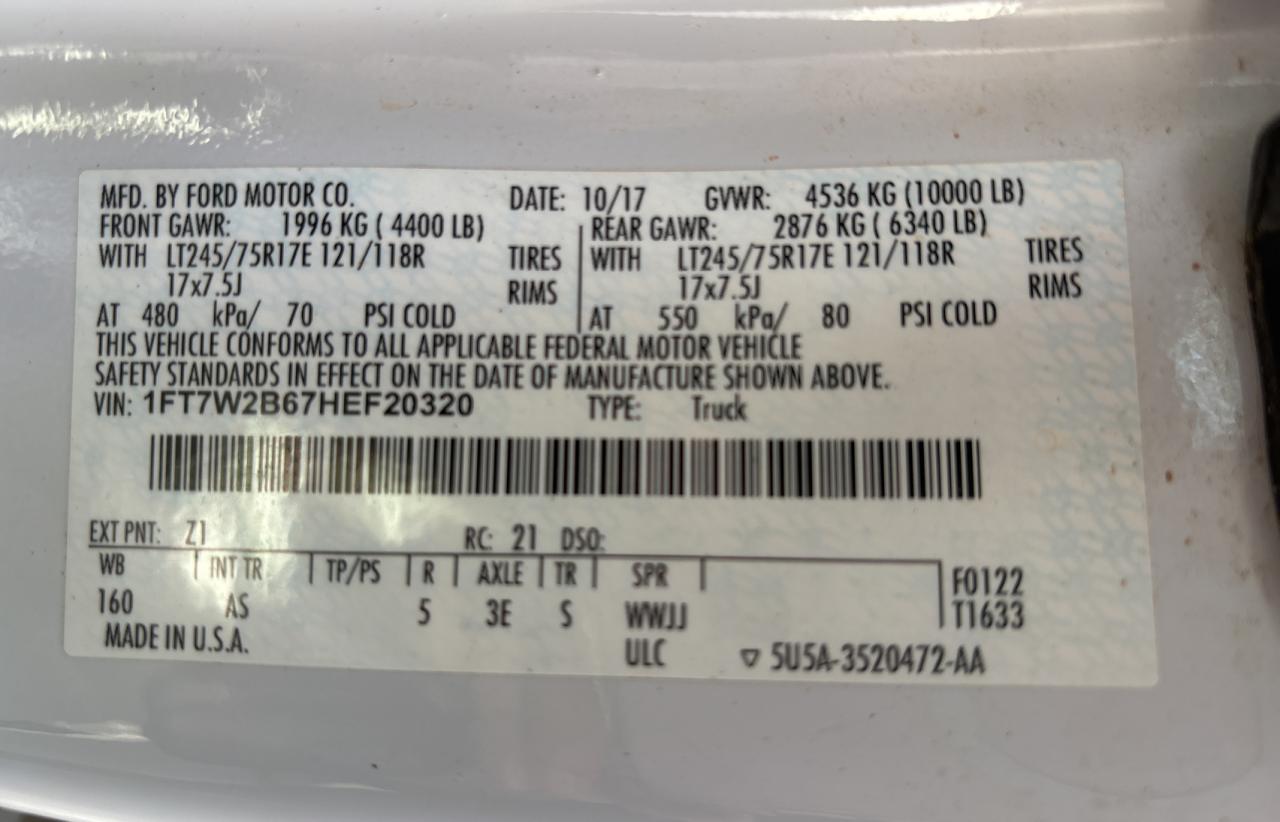 MFD. BY FORD MOTOR CO. DATE: 10/17 GVWR: 4536 KG (10000 LB)
FRONT GAWR: 1996 KG ( 4400 LB) REAR GAWR: 2876 KG ( 6340 LB)
WITH LT245/75R17E 121/118R TIRES WITH LT245/75R17E 121/118R TIRES
17x7.5J RIMS 17x7.5J RIMS
AT 480 kPa/ 70 PSI COLD AT 550 kPa/ 80 PSI COLD
THIS VEHICLE CONFORMS TO ALL APPLICABLE FEDERAL MOTOR VEHICLE
SAFETY STANDARDS IN EFFECT ON THE DATE OF MANUFACTURE SHOWN ABOVE.
VIN: 1FT7W2B67HEF20320 TYPE: Truck
EXT PNT: Z1 RC: 21 DSO:
WB INT TR TP/PS R AXLE TR SPR F0122
160 AS 5 3E S WWJJ T1633
MADE IN U.S.A. ULC ▽ 5U5A-3520472-AA